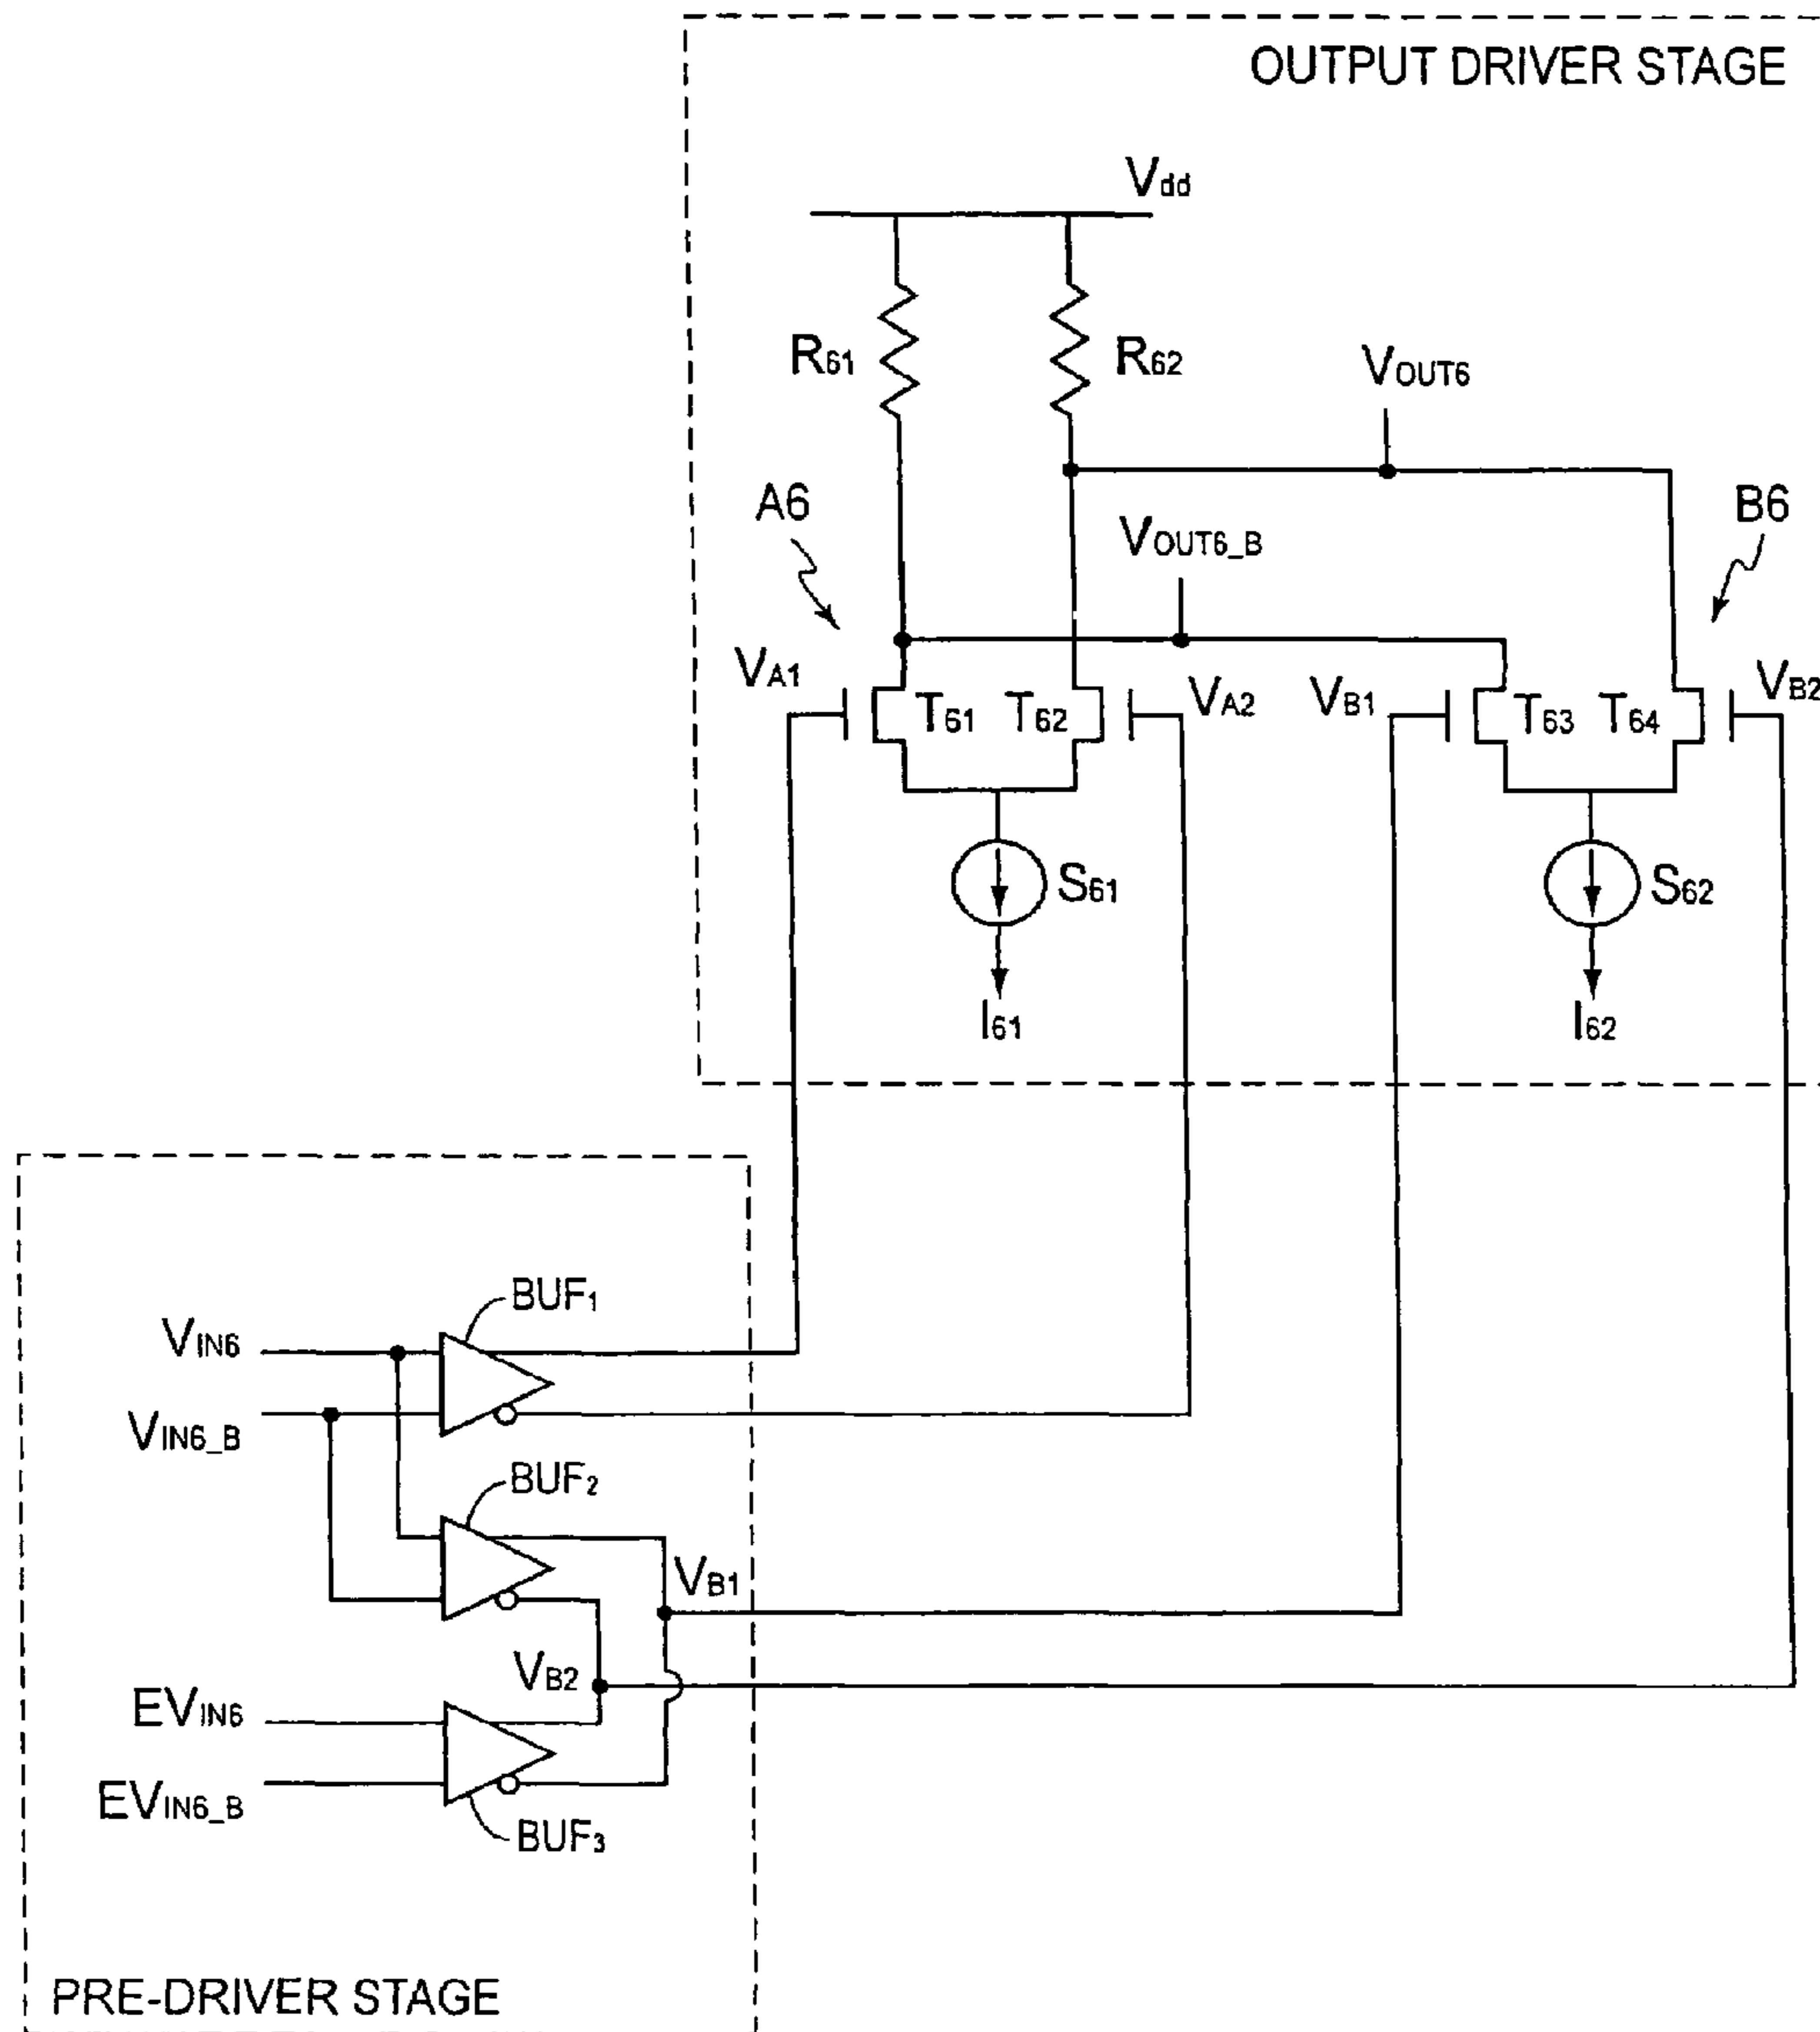 OUTPUT DRIVER STAGE
Vdd
R61
R62
VOUT6
A6
VOUT6_B
B6
VA1
T61
T62
VA2
VB1
T63
T64
VB2
S61
S62
I61
I62
BUF1
VIN6
VIN6_B
BUF2
VB1
VB2
EVIN6
EVIN6_B
BUF3
PRE-DRIVER STAGE